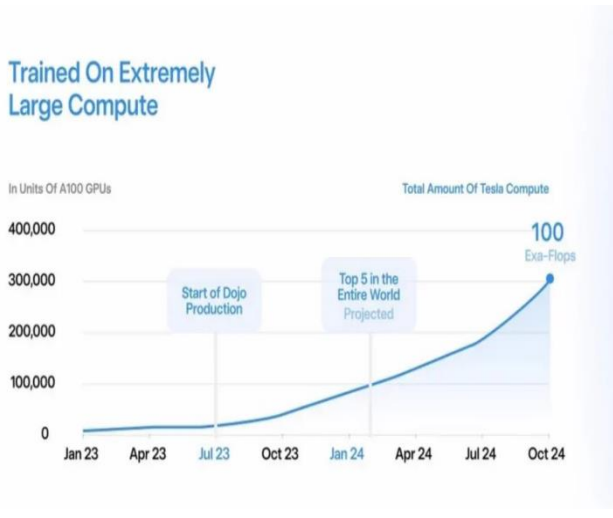 Trained On Extremely
Large Compute
In Units Of A100 GPUs
Total Amount Of Tesla Compute
400,000
100
Exa-Flops
300,000
Start of Dojo
Production
Top 5 in the
Entire World
Projected
200,000
100,000
0
Jan 23
Apr 23
Jul 23
Oct 23
Jan 24
Apr 24
Jul 24
Oct 24